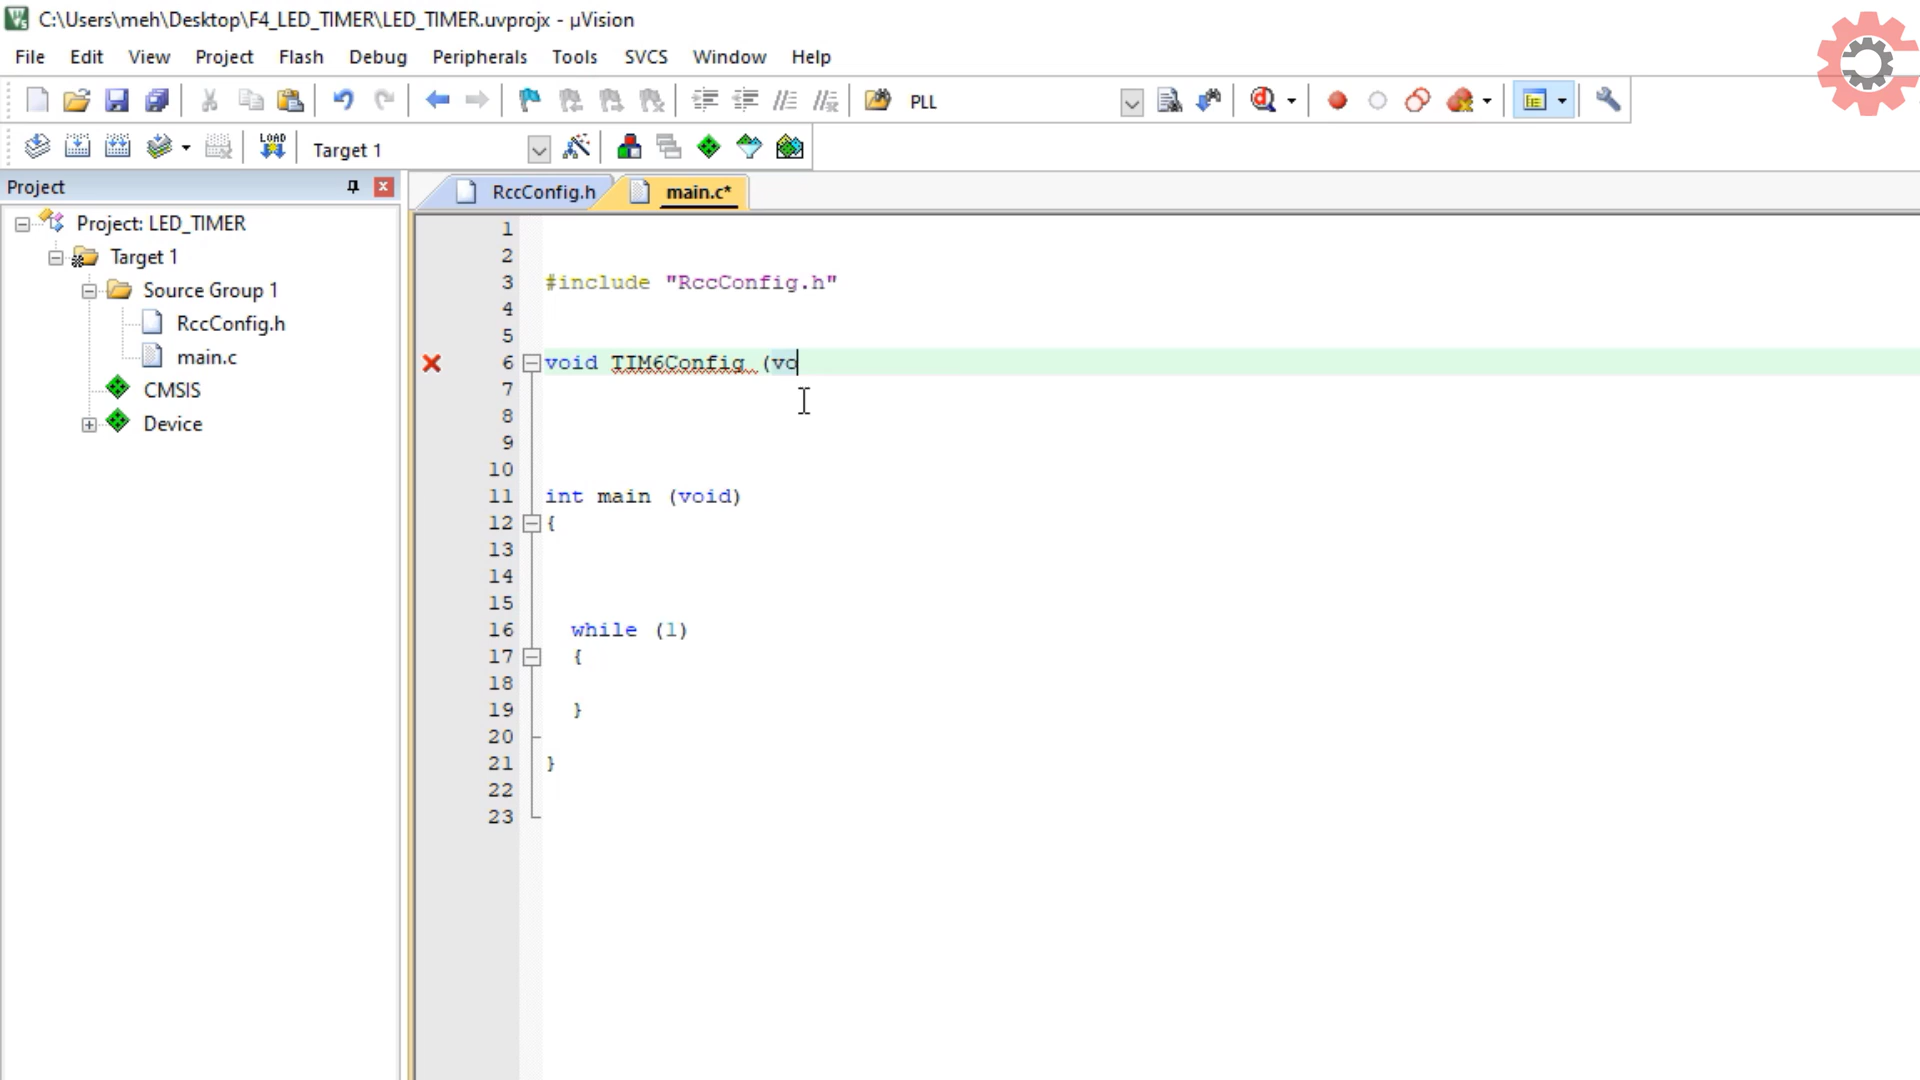 C:\Users\meh\Desktop\F4_LED_TIMER\LED_TIMER.uvprojx - µVision
File Edit View Project Flash Debug Peripherals Tools SVCS Window Help
PLL
LOAD
Target 1
Project
RccConfig.h
main.c*
Project: LED_TIMER
Target 1
Source Group 1
RccConfig.h
main.c
CMSIS
Device
1
2
3 #include "RccConfig.h"
4
5
6 void TIM6Config (vo
7
8
9
10
11 int main (void)
12 {
13
14
15
16 while (1)
17 {
18
19 }
20
21 }
22
23